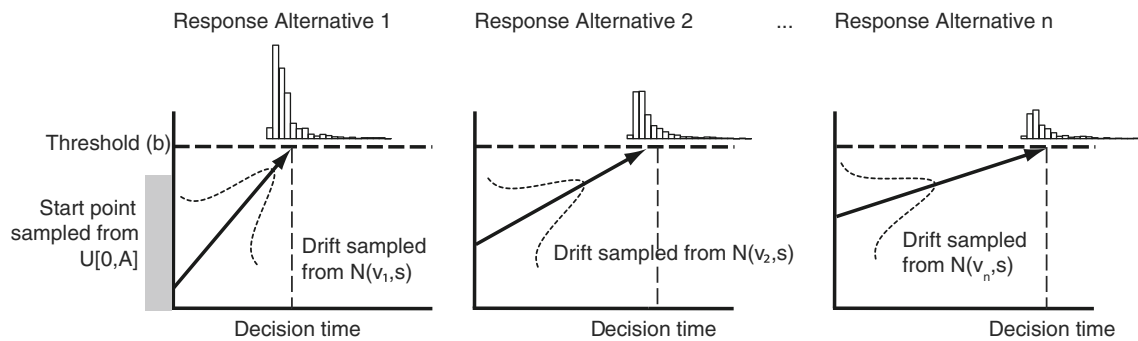 Response Alternative 1
Response Alternative 2
...
Response Alternative n
Threshold (b)
Start point
sampled from
U[0,A]
Drift sampled
from N(v1,s)
Drift sampled from N(v2,s)
Drift sampled
from N(vn,s)
Decision time
Decision time
Decision time